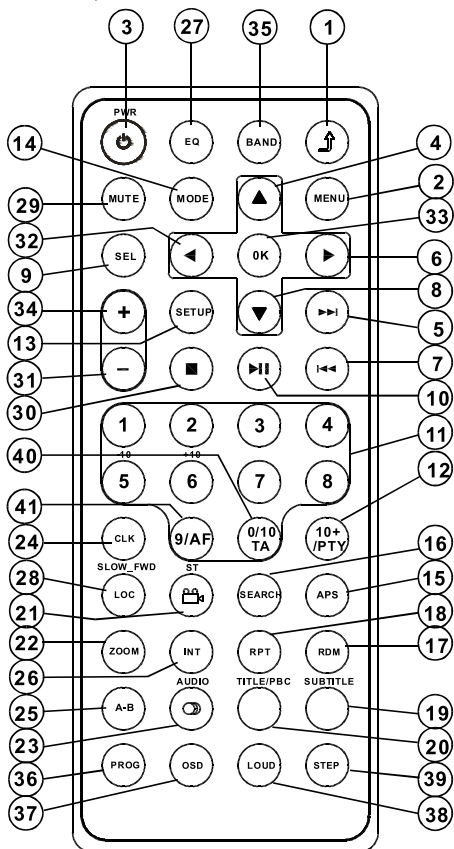 3 27 35 1
PWR
EQ BAND
14 4
MUTE MODE MENU 2
29 33
32
SEL OK 6
9 8
34 + SETUP 5
13 7
31 −
30 10
1 2 3 4
-10 +10 11
40 5 6 7 8 12
41
CLK 9/AF 0/10 TA 10+ /PTY
24 16
SLOW_FWD ST
28 LOC SEARCH APS 15
21 18
22 ZOOM INT RPT RDM 17
26
AUDIO TITLE/PBC SUBTITLE
25 A-B 19
23 20
PROG OSD LOUD STEP
36 39
37 38